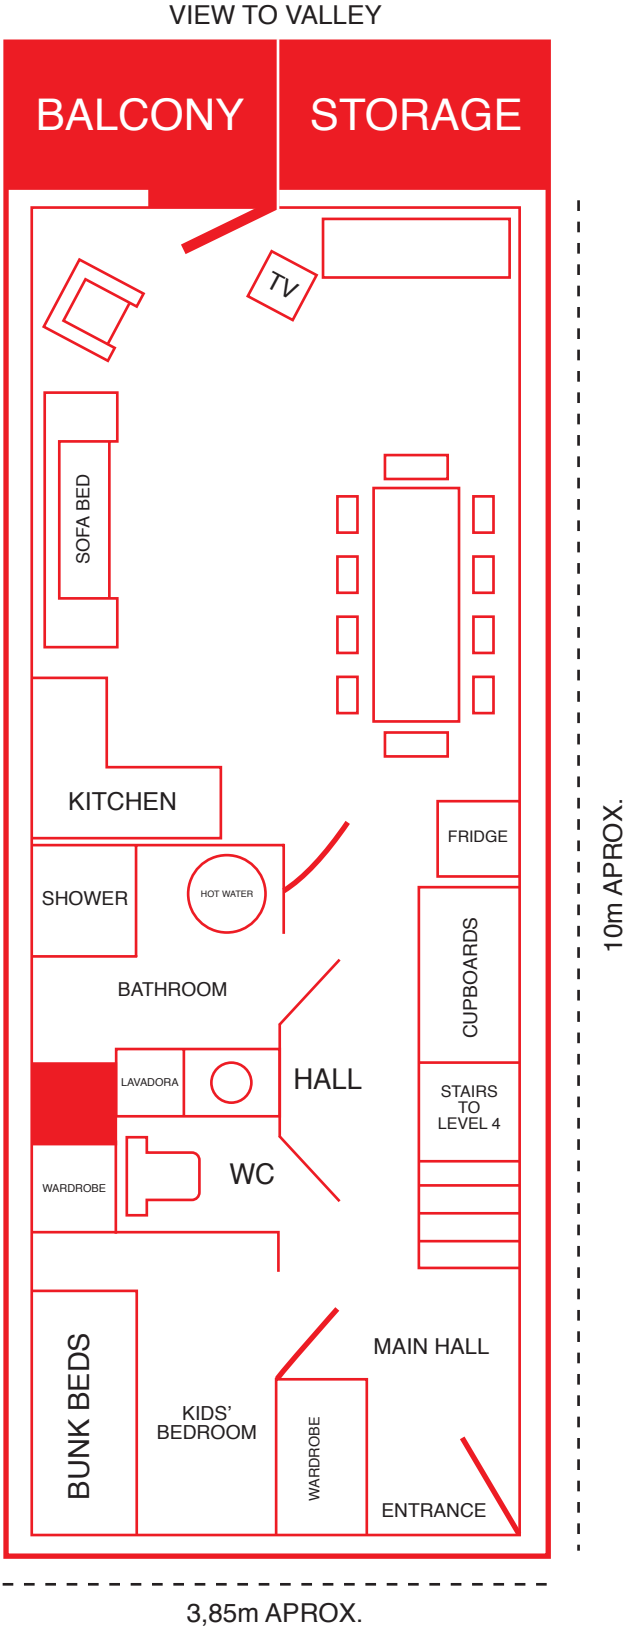 VIEW TO VALLEY
BALCONY
STORAGE
TV
SOFA BED
KITCHEN
FRIDGE
SHOWER
HOT WATER
CUPBOARDS
BATHROOM
10m APROX.
LAVADORA
HALL
STAIRS
TO
LEVEL 4
WC
WARDROBE
MAIN HALL
BUNK BEDS
KIDS’
BEDROOM
WARDROBE
ENTRANCE
3,85m APROX.